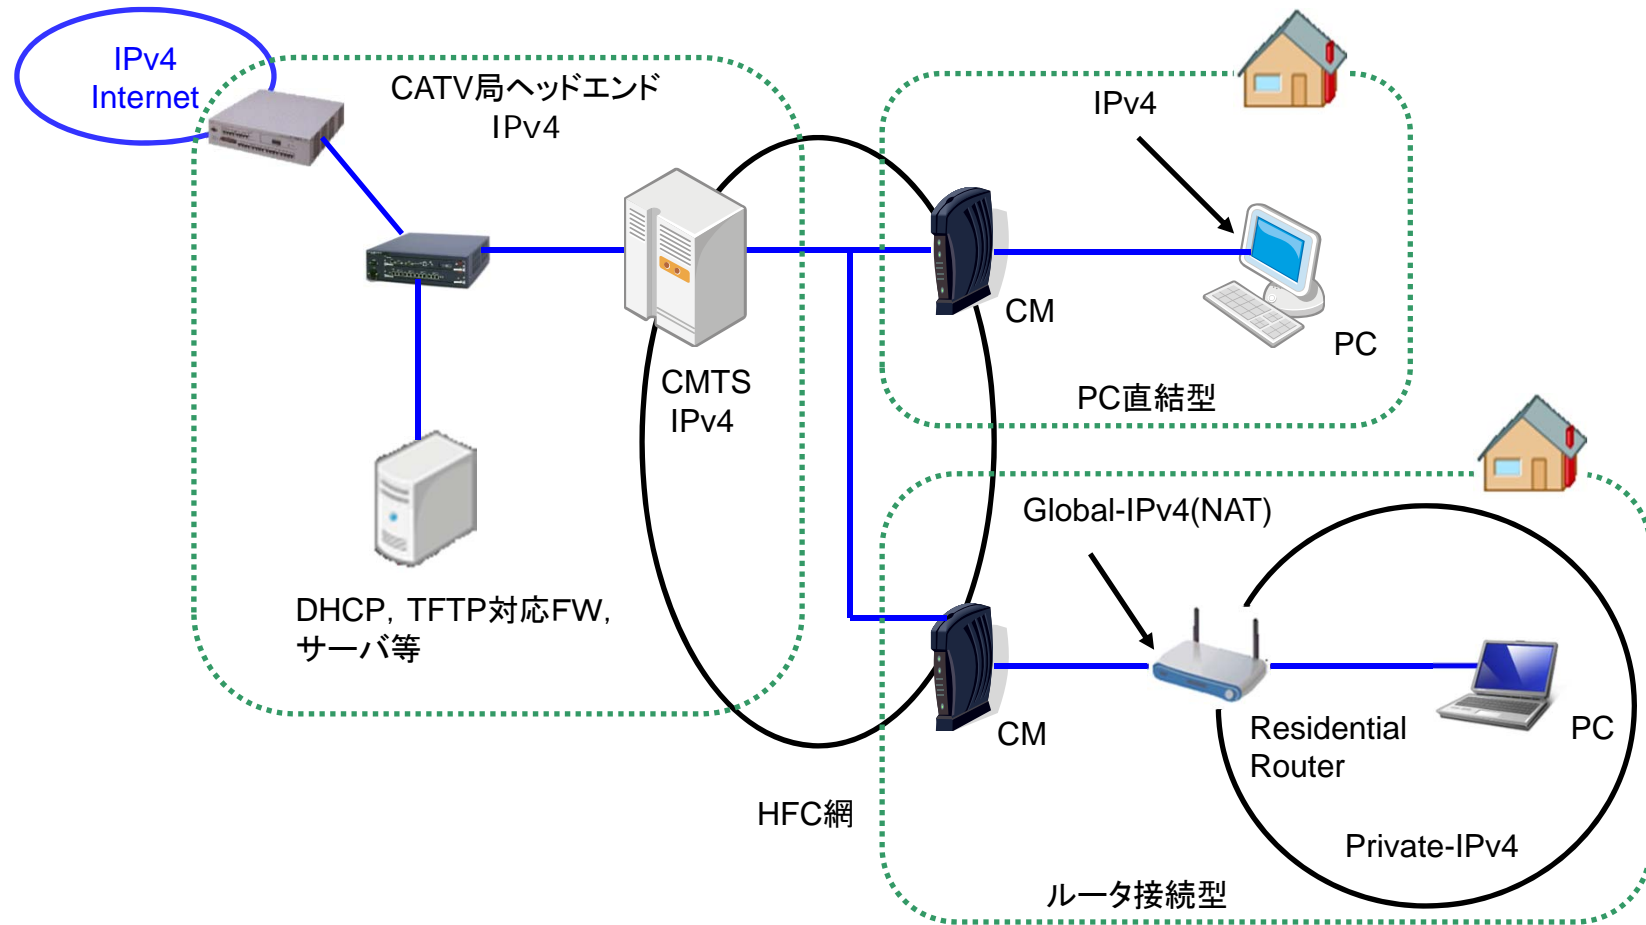 IPv4
Internet
CATV局ヘッドエンド
IPv4
IPv4
CM
PC
PC直結型
CMTS
IPv4
DHCP，TFTP対応FW，
サーバ等
Global-IPv4(NAT)
CM
Residential
Router
PC
HFC網
Private-IPv4
ルータ接続型